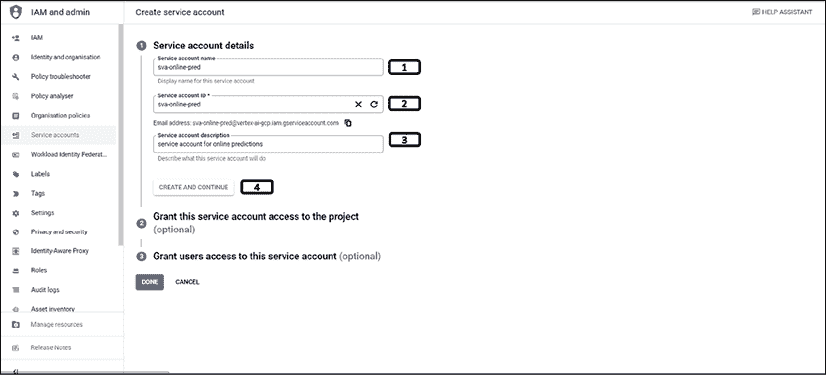 IAM and admin
Create service account
HELP ASSISTANT
IAM
Identity and organisation
Policy troubleshooter
Policy analyser
Organisation policies
Service accounts
Workload Identity Federat...
Labels
Tags
Settings
Privacy and security
Identity-Aware Proxy
Roles
Audit logs
Asset inventory
Manage resources
Release Notes
1 Service account details
Service account name
sva-online-pred
1
Display name for this service account
Service account ID *
sva-online-pred
2
Email address: sva-online-pred@vertex-ai-gcp.iam.gserviceaccount.com
Service account description
service account for online predictions
3
Describe what this service account will do
CREATE AND CONTINUE
4
2 Grant this service account access to the project
(optional)
3 Grant users access to this service account (optional)
DONE
CANCEL